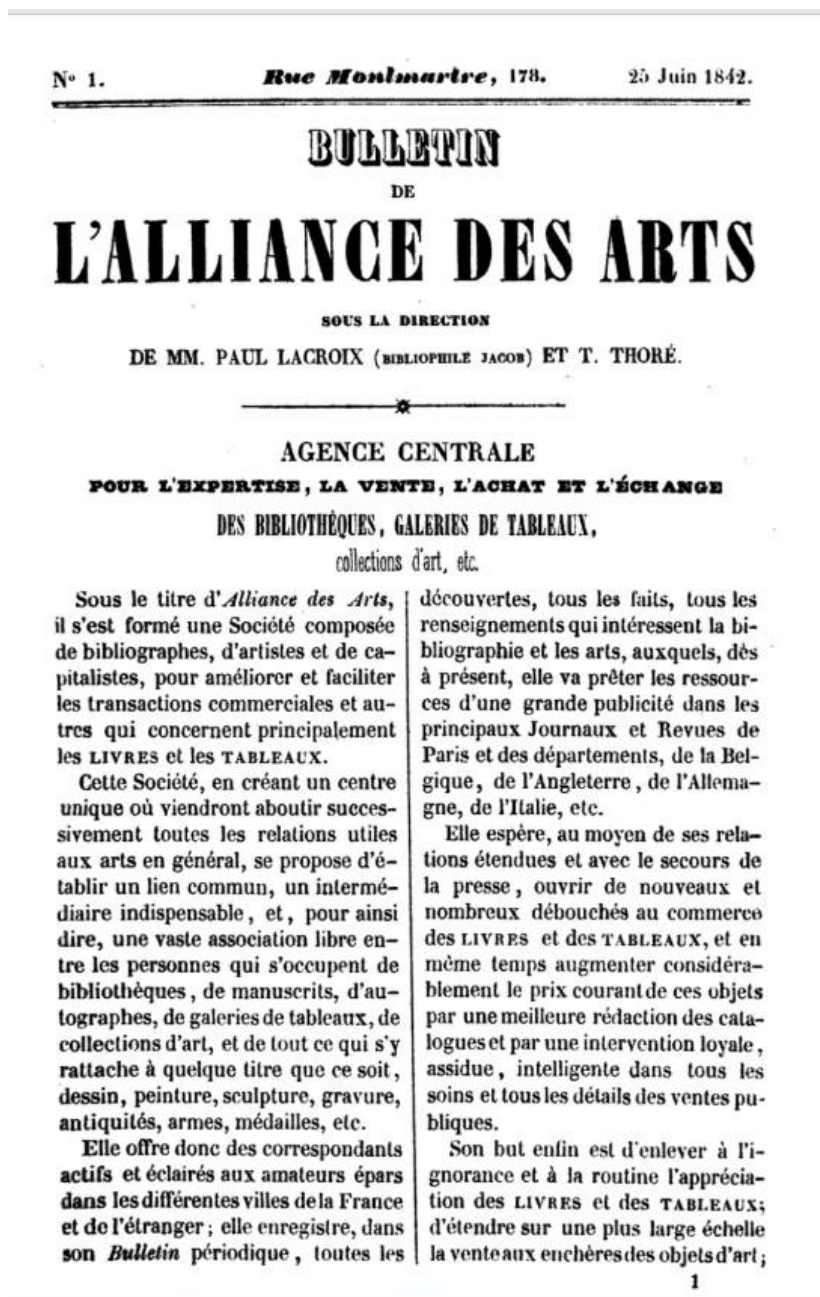 N° 1.
Rue Montmartre, 178.
25 Juin 1842.
BULLETIN
DE
L'ALLIANCE DES ARTS
SOUS LA DIRECTION
DE MM. PAUL LACROIX (BIBLIOPHILE JACOB) ET T. THORÉ.
AGENCE CENTRALE
POUR L'EXPERTISE, LA VENTE, L'ACHAT ET L'ÉCHANGE
DES BIBLIOTHÈQUES, GALERIES DE TABLEAUX,
collections d'art, etc.
Sous le titre d'Alliance des Arts,
il s'est formé une Société composée
de bibliographes, d'artistes et de ca-
pitalistes, pour améliorer et faciliter
les transactions commerciales et au-
tres qui concernent principalement
les LIVRES et les TABLEAUX.
Cette Société, en créant un centre
unique où viendront aboutir succes-
sivement toutes les relations utiles
aux arts en général, se propose d'é-
tablir un lien commun, un intermé-
diaire indispensable, et, pour ainsi
dire, une vaste association libre en-
tre les personnes qui s'occupent de
bibliothèques, de manuscrits, d'au-
tographes, de galeries de tableaux, de
collections d'art, et de tout ce qui s'y
rattache à quelque titre que ce soit,
dessin, peinture, sculpture, gravure,
antiquités, armes, médailles, etc.
Elle offre donc des correspondants
actifs et éclairés aux amateurs épars
dans les différentes villes de la France
et de l'étranger; elle enregistre, dans
son Bulletin périodique, toutes les
découvertes, tous les faits, tous les
renseignements qui intéressent la bi-
bliographie et les arts, auxquels, dès
à présent, elle va prêter les ressour-
ces d'une grande publicité dans les
principaux Journaux et Revues de
Paris et des départements, de la Bel-
gique, de l'Angleterre, de l'Allema-
gne, de l'Italie, etc.
Elle espère, au moyen de ses rela-
tions étendues et avec le secours de
la presse, ouvrir de nouveaux et
nombreux débouchés au commerce
des LIVRES et des TABLEAUX, et en
même temps augmenter considéra-
blement le prix courant de ces objets
par une meilleure rédaction des cata-
logues et par une intervention loyale,
assidue, intelligente dans tous les
soins et tous les détails des ventes pu-
bliques.
Son but enfin est d'enlever à l'i-
gnorance et à la routine l'apprécia-
tion des LIVRES et des TABLEAUX;
d'étendre sur une plus large échelle
la vente aux enchères des objets d'art;
1